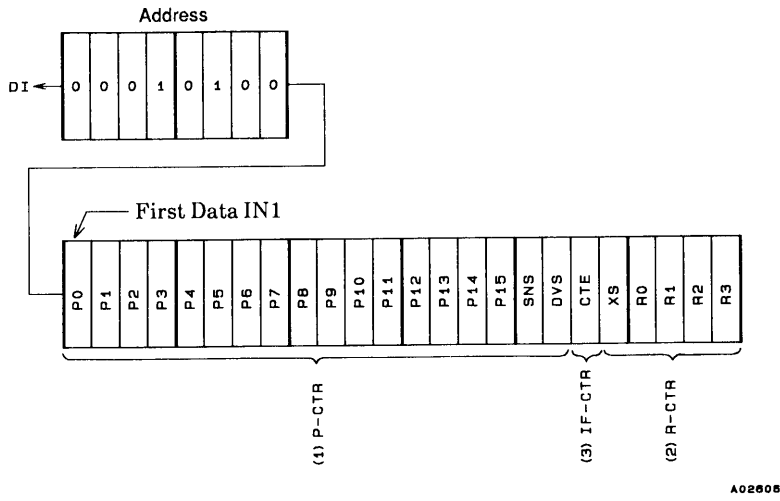 Address
DI 0 0 0 1 0 1 0 0
First Data IN1
P0 P1 P2 P3 P4 P5 P6 P7 P8 P9 P10 P11 P12 P13 P14 P15 SNS DVS CTE XS R0 R1 R2 R3
(1) P-CTR
(3) IF-CTR
(2) R-CTR
A02605